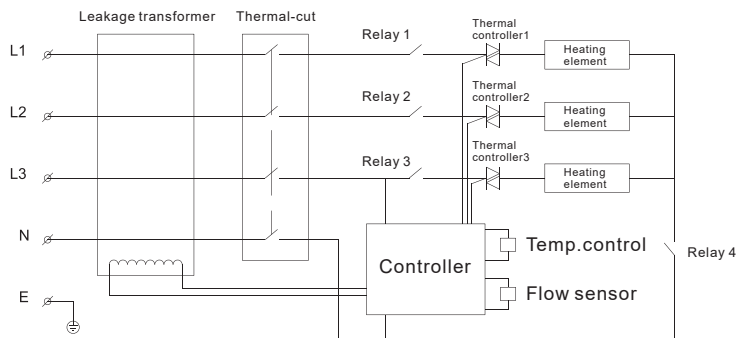 Leakage transformer
Thermal-cut
L1
Relay 1
Thermal
controller1
Heating
element
L2
Relay 2
Thermal
controller2
Heating
element
L3
Relay 3
Thermal
controller3
Heating
element
N
Controller
Temp.control
Relay 4
E
Flow sensor